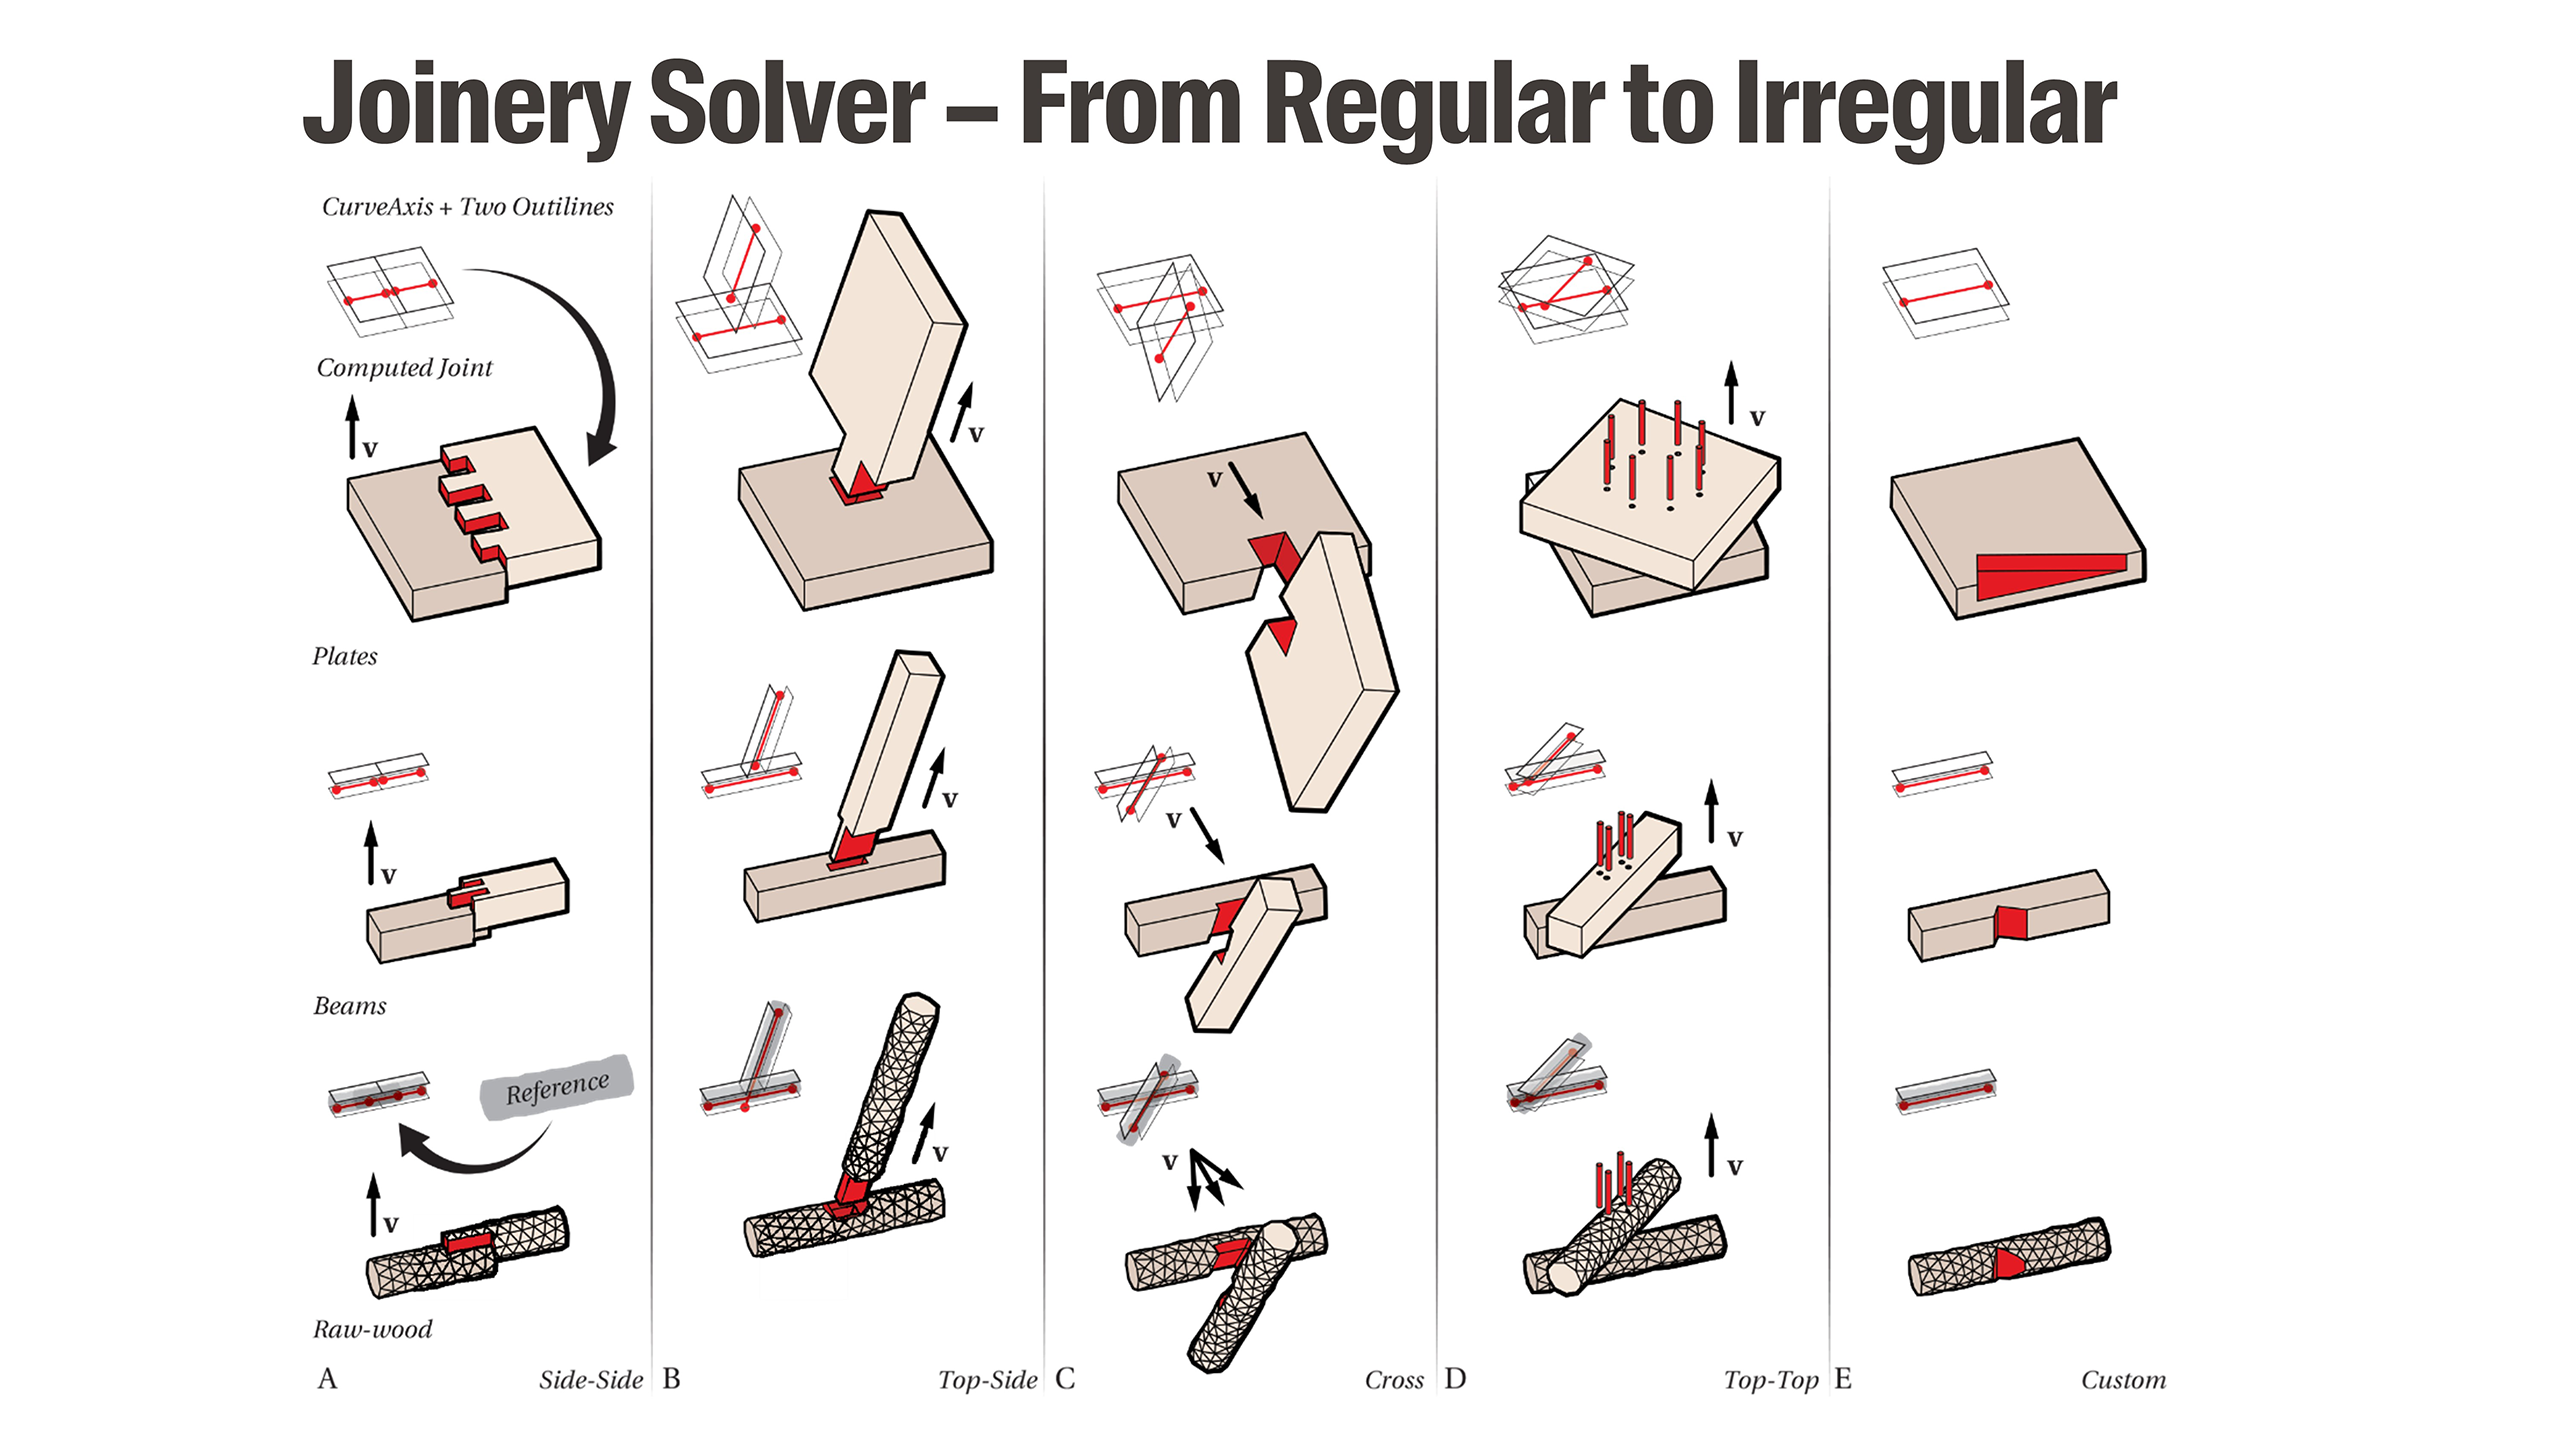 Joinery Solver – From Regular to Irregular
CurveAxis + Two Outilines
Computed Joint
v
v
v
v
Plates
v
v
v
v
Beams
Reference
v
v
v
v
Raw-wood
A Side-Side
B Top-Side
C Cross
D Top-Top
E Custom